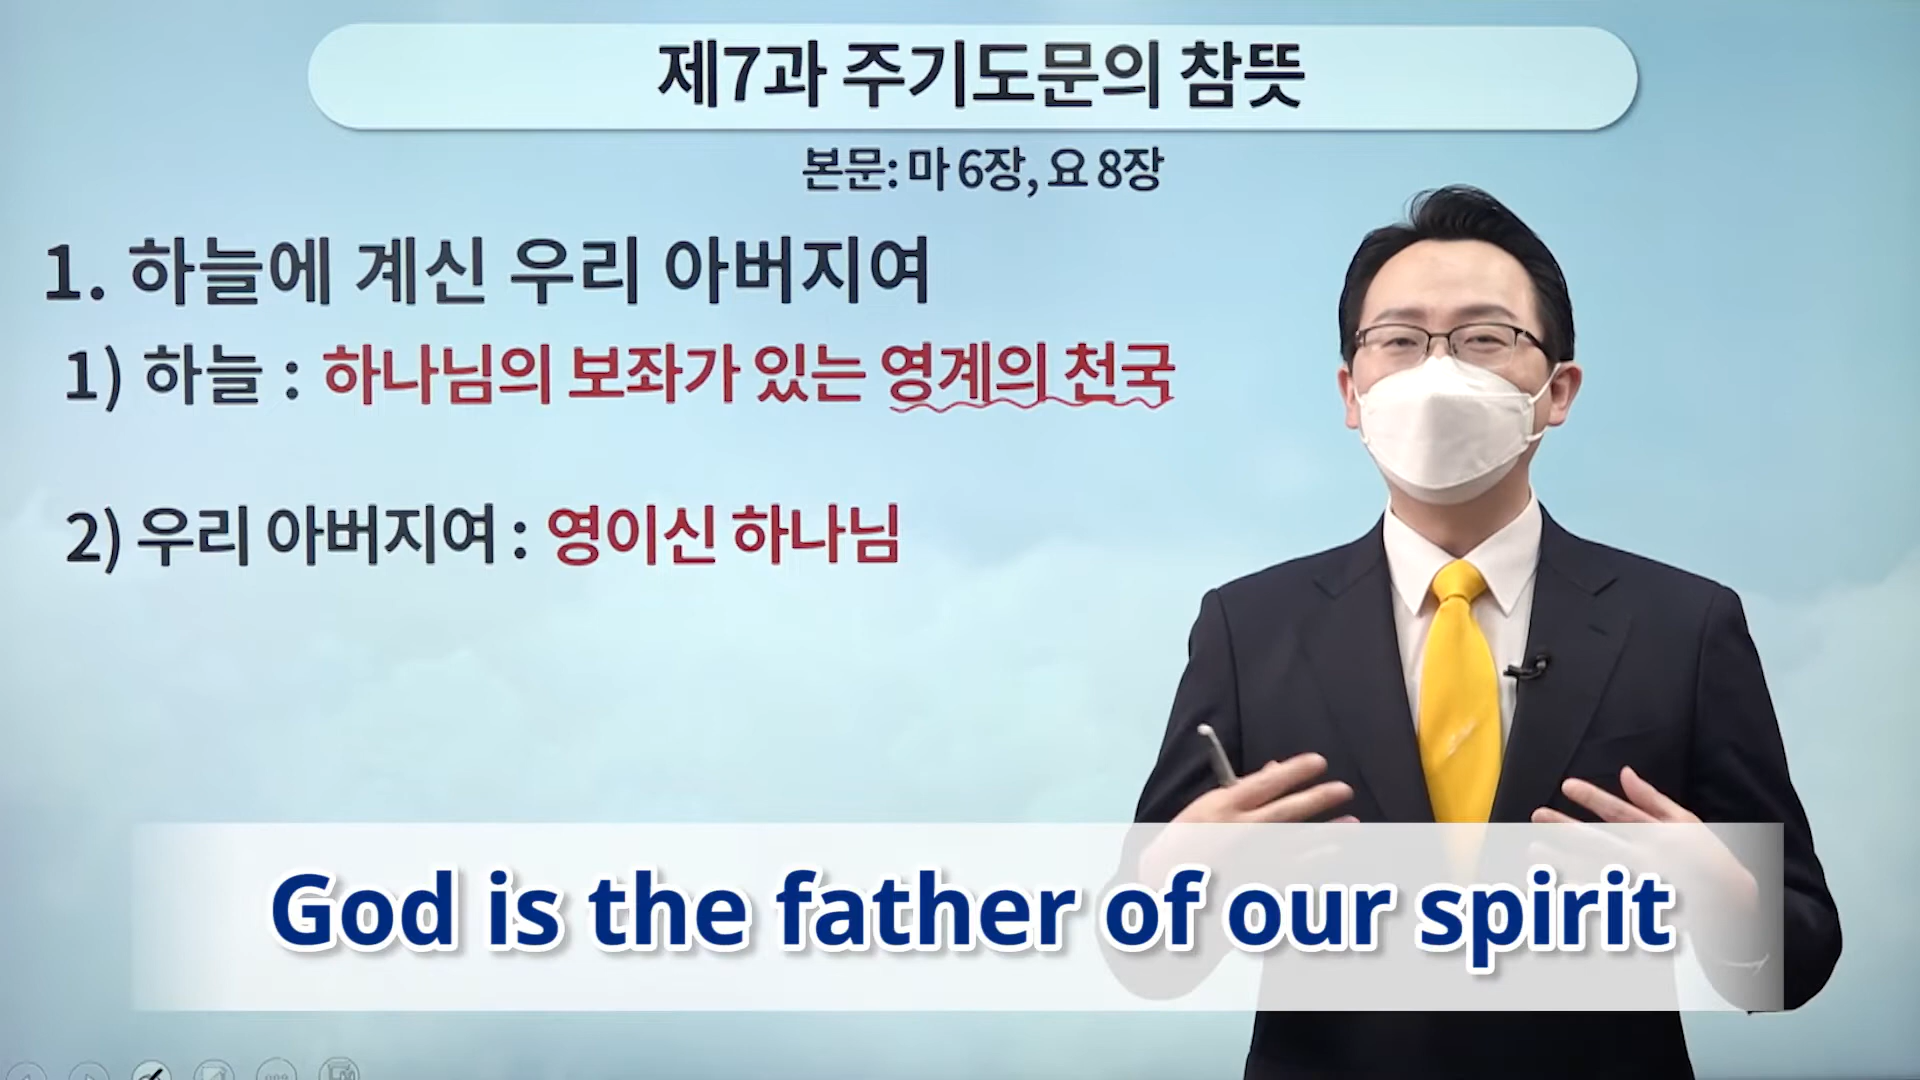 제7과 주기도문의 참뜻
본문: 마 6장, 요 8장
1. 하늘에 계신 우리 아버지여
1) 하늘 : 하나님의 보좌가 있는 영계의 천국
2) 우리 아버지여 : 영이신 하나님
God is the father of our spirit